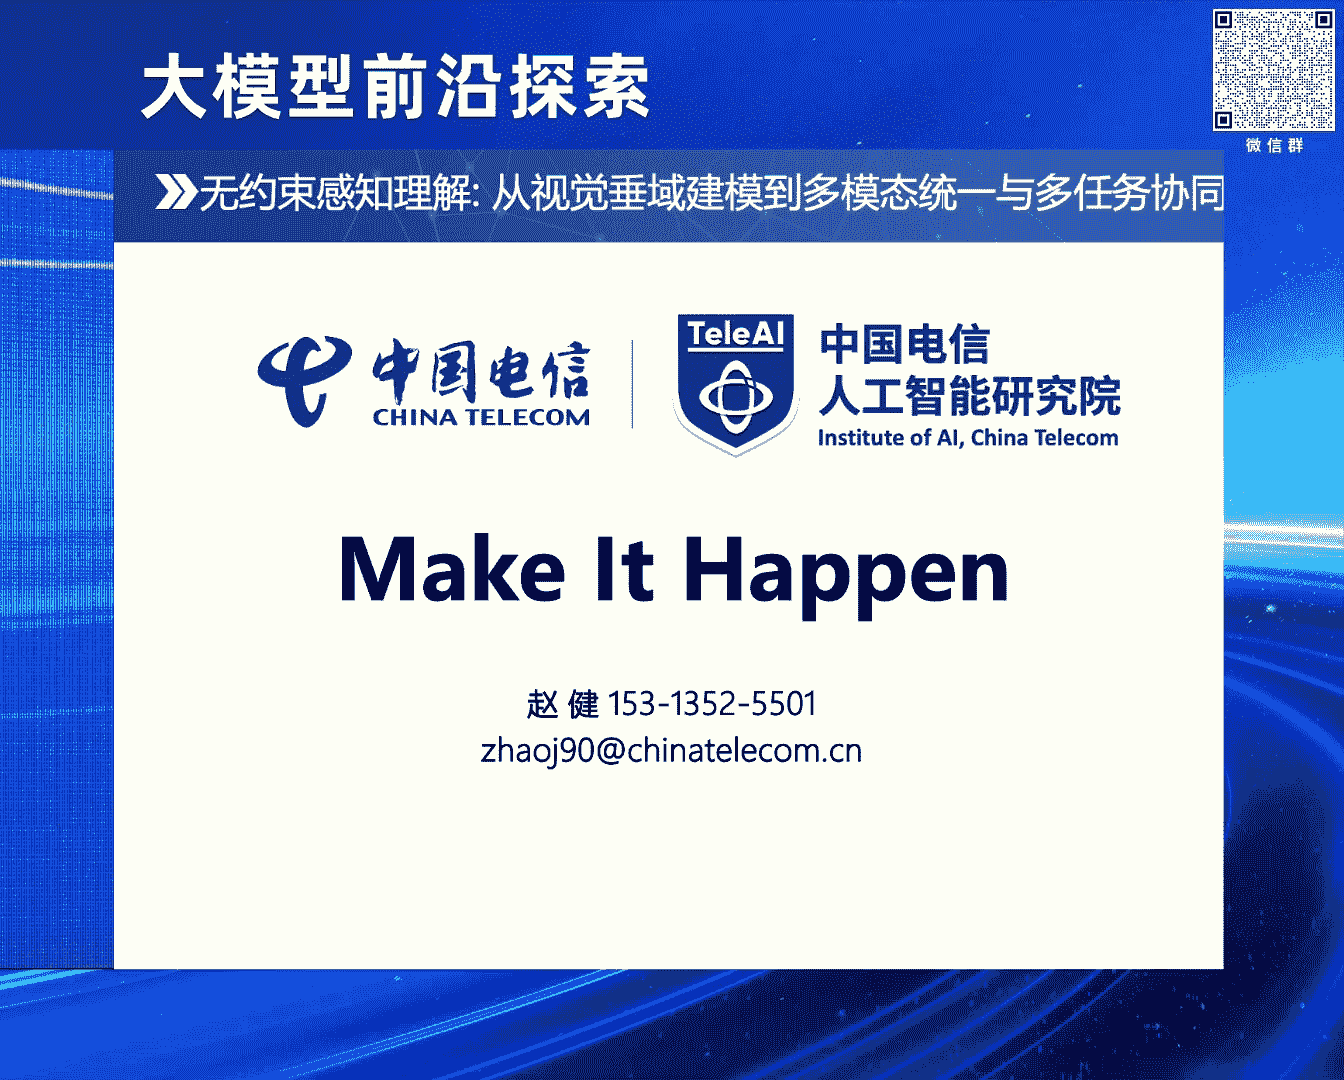 大模型前沿探索
微信群
无约束感知理解: 从视觉垂域建模到多模态统一与多任务协同
中国电信
CHINA TELECOM
TeleAI
中国电信
人工智能研究院
Institute of AI, China Telecom
Make It Happen
赵 健 153-1352-5501
zhaoj90@chinatelecom.cn